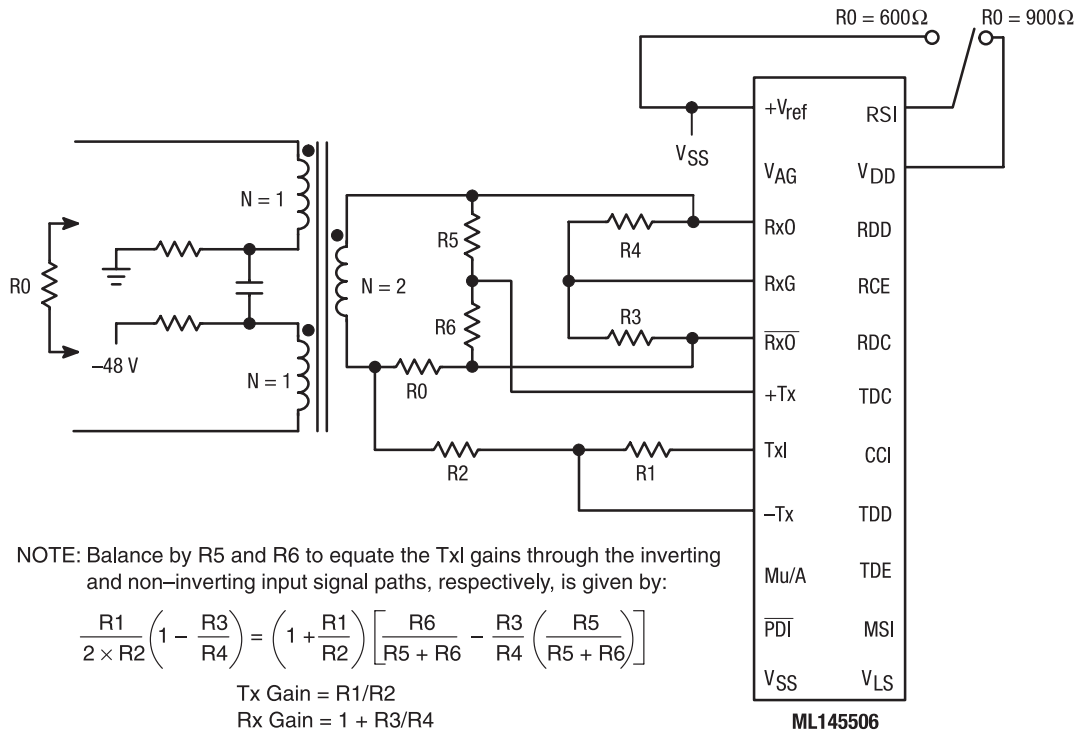 R0 = 600Ω
R0 = 900Ω
+Vref
RSI
VSS
VAG
VDD
N = 1
R5
R4
RxO
RDD
R0
N = 2
RxG
RCE
R6
R3
RxO
RDC
–48 V
N = 1
R0
+Tx
TDC
TxI
CCI
R2
R1
–Tx
TDD
NOTE: Balance by R5 and R6 to equate the TxI gains through the inverting
and non–inverting input signal paths, respectively, is given by:
R1/(2 × R2) (1 - R3/R4) = (1 + R1/R2) [R6/(R5 + R6) - R3/R4 (R5/(R5 + R6))]
Tx Gain = R1/R2
Rx Gain = 1 + R3/R4
Mu/A
TDE
PDI
MSI
VSS
VLS
ML145506